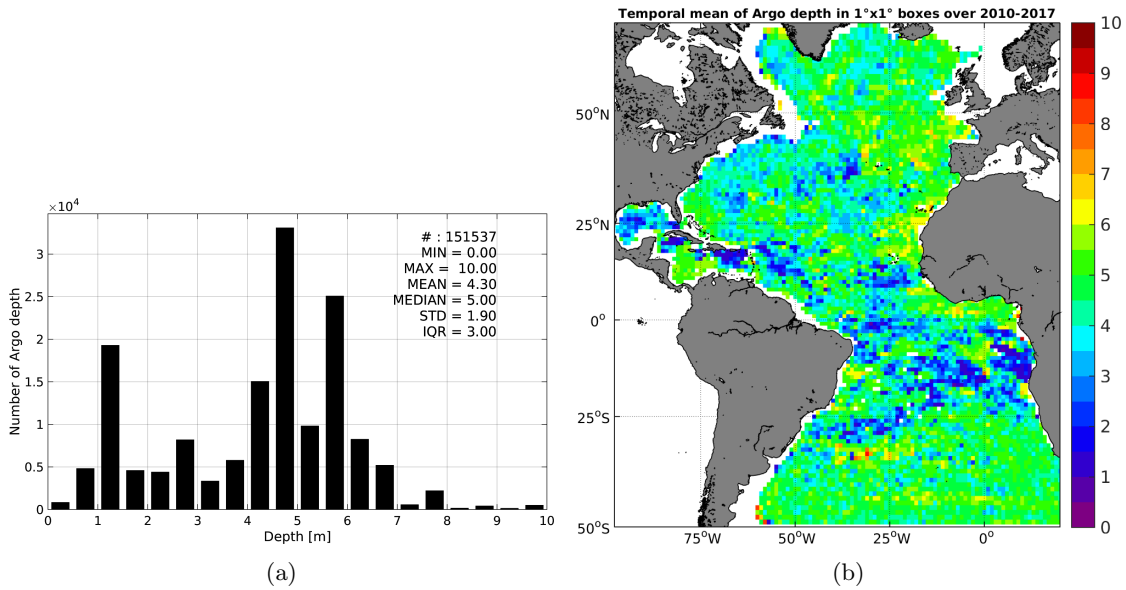 ×10⁴
3
2.5
2
1.5
1
0.5
0
Number of Argo depth
# : 151537
MIN = 0.00
MAX = 10.00
MEAN = 4.30
MEDIAN = 5.00
STD = 1.90
IQR = 3.00
0 1 2 3 4 5 6 7 8 9 10
Depth [m]
(a)
Temporal mean of Argo depth in 1°x1° boxes over 2010-2017
50°N
25°N
0°
25°S
50°S
75°W 50°W 25°W 0°
10
9
8
7
6
5
4
3
2
1
0
(b)